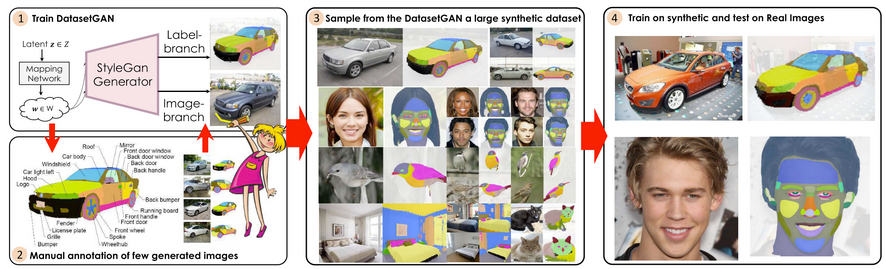 1 Train DatasetGAN
Latent z ∈ Z
Mapping
Network
w ∈ W
StyleGan
Generator
Label-
branch
Image-
branch
Roof
Mirror
Front door window
Back door window
Back door
Back handle
Car body
Windshield
Car light left
Hood
Logo
Back bumper
Running board
Front handle
Front door
Front wheel
Spoke
Wheelhub
Fender
License plate
Grille
Bumper
2 Manual annotation of few generated images
3 Sample from the DatasetGAN a large synthetic dataset
4 Train on synthetic and test on Real Images